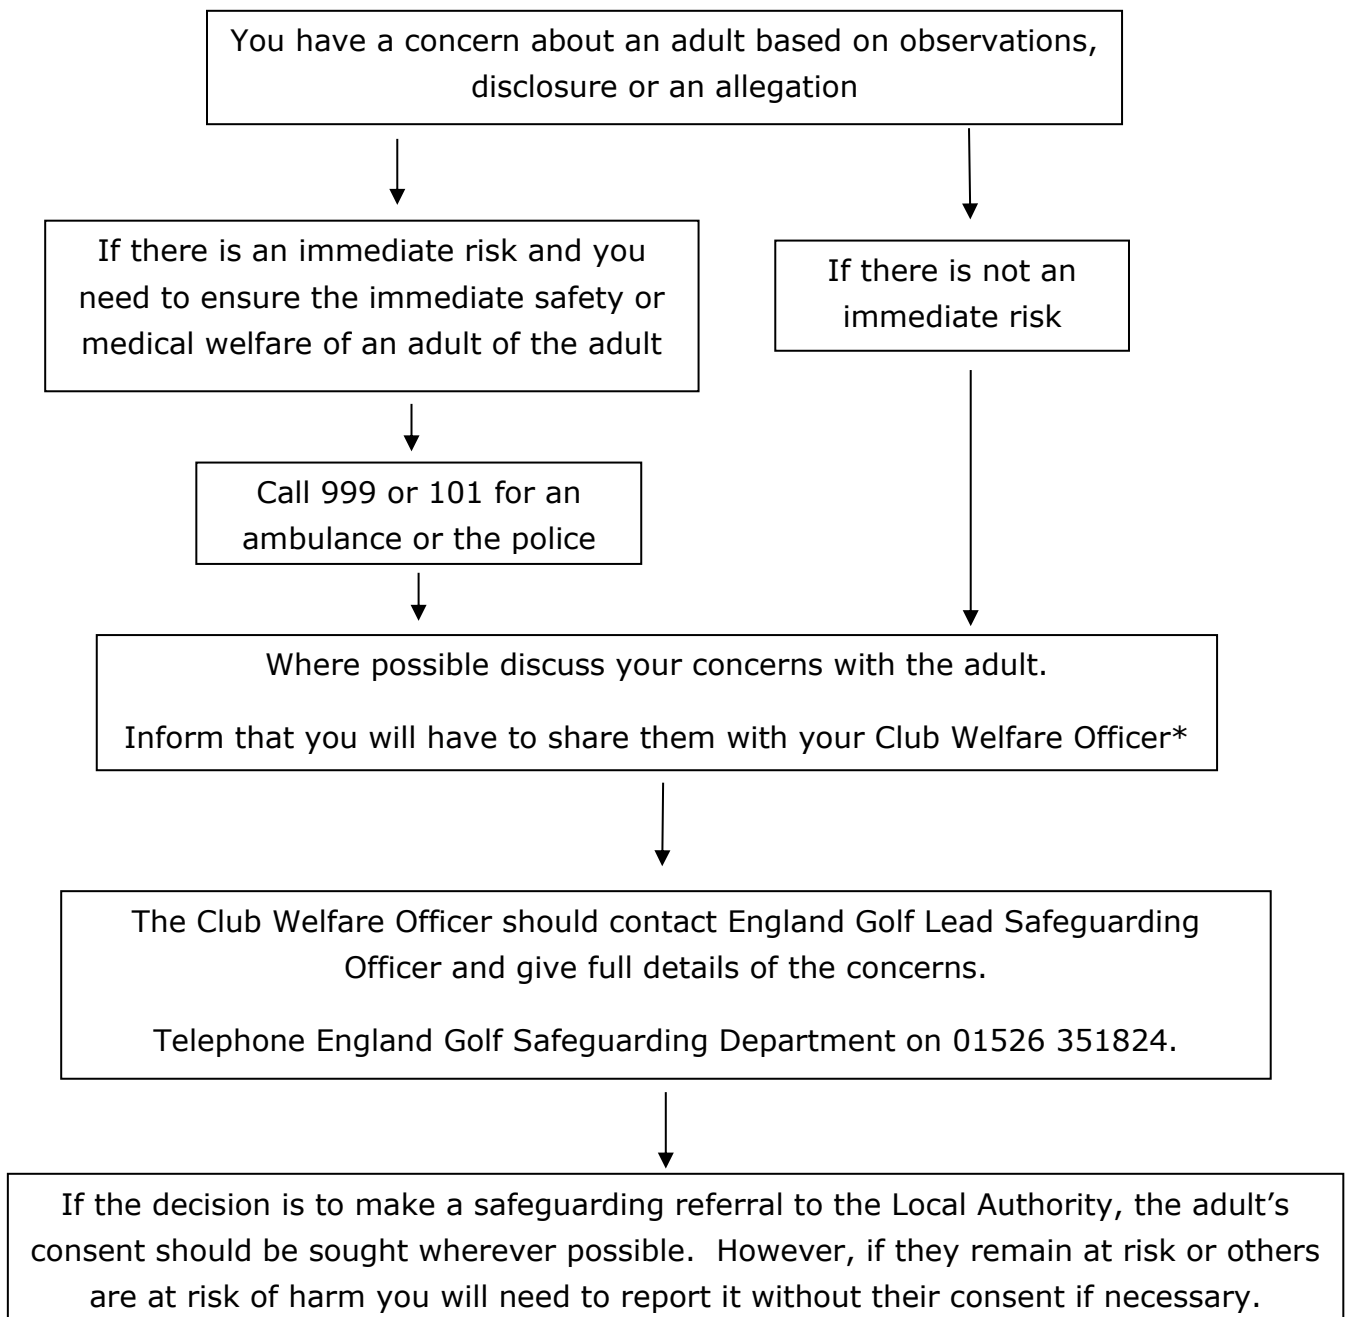 You have a concern about an adult based on observations,
disclosure or an allegation
If there is an immediate risk and you
need to ensure the immediate safety or
medical welfare of an adult of the adult
If there is not an
immediate risk
Call 999 or 101 for an
ambulance or the police
Where possible discuss your concerns with the adult.
Inform that you will have to share them with your Club Welfare Officer*
The Club Welfare Officer should contact England Golf Lead Safeguarding
Officer and give full details of the concerns.
Telephone England Golf Safeguarding Department on 01526 351824.
If the decision is to make a safeguarding referral to the Local Authority, the adult’s
consent should be sought wherever possible.  However, if they remain at risk or others
are at risk of harm you will need to report it without their consent if necessary.